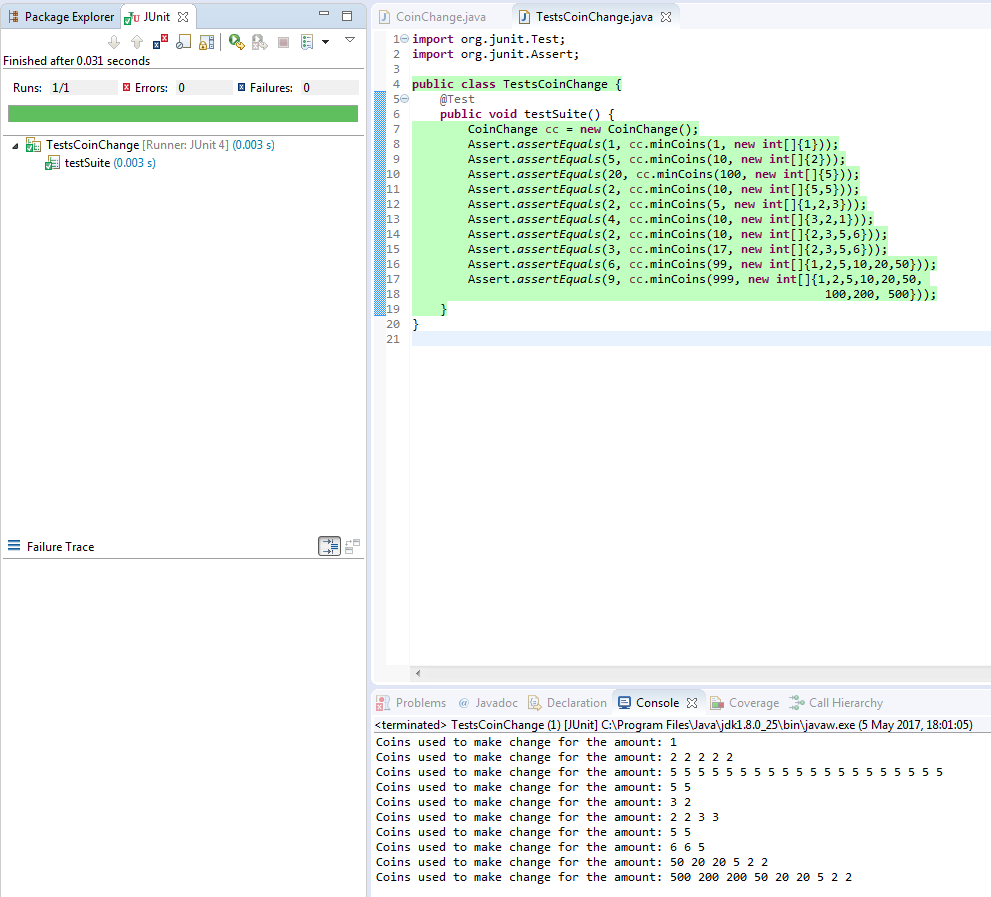 Package Explorer JUnit
Finished after 0.031 seconds
Runs: 1/1 Errors: 0 Failures: 0
TestsCoinChange [Runner: JUnit 4] (0.003 s)
testSuite (0.003 s)
Failure Trace
CoinChange.java TestsCoinChange.java
1 import org.junit.Test;
2 import org.junit.Assert;
3
4 public class TestsCoinChange {
5 @Test
6 public void testSuite() {
7 CoinChange cc = new CoinChange();
8 Assert.assertEquals(1, cc.minCoins(1, new int[]{1}));
9 Assert.assertEquals(5, cc.minCoins(10, new int[]{2}));
10 Assert.assertEquals(20, cc.minCoins(100, new int[]{5}));
11 Assert.assertEquals(2, cc.minCoins(10, new int[]{5,5}));
12 Assert.assertEquals(2, cc.minCoins(5, new int[]{1,2,3}));
13 Assert.assertEquals(4, cc.minCoins(10, new int[]{3,2,1}));
14 Assert.assertEquals(2, cc.minCoins(10, new int[]{2,3,5,6}));
15 Assert.assertEquals(3, cc.minCoins(17, new int[]{2,3,5,6}));
16 Assert.assertEquals(6, cc.minCoins(99, new int[]{1,2,5,10,20,50}));
17 Assert.assertEquals(9, cc.minCoins(999, new int[]{1,2,5,10,20,50,
18 100,200, 500}));
19 }
20 }
21
Problems @ Javadoc Declaration Console Coverage Call Hierarchy
<terminated> TestsCoinChange (1) [JUnit] C:\Program Files\Java\jdk1.8.0_25\bin\javaw.exe (5 May 2017, 18:01:05)
Coins used to make change for the amount: 1
Coins used to make change for the amount: 2 2 2 2 2
Coins used to make change for the amount: 5 5 5 5 5 5 5 5 5 5 5 5 5 5 5 5 5 5 5 5
Coins used to make change for the amount: 5 5
Coins used to make change for the amount: 3 2
Coins used to make change for the amount: 2 2 3 3
Coins used to make change for the amount: 5 5
Coins used to make change for the amount: 6 6 5
Coins used to make change for the amount: 50 20 20 5 2 2
Coins used to make change for the amount: 500 200 200 50 20 20 5 2 2